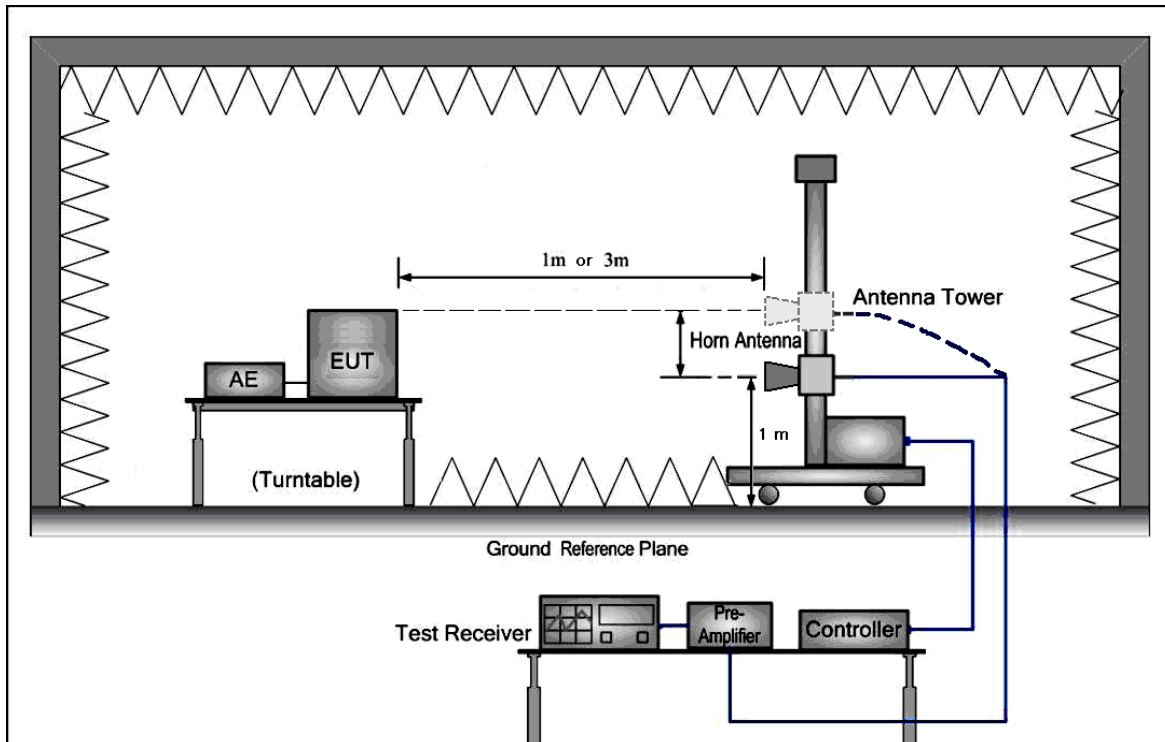 1m or 3m
Antenna Tower
Horn Antenna
EUT
AE
1 m
(Turntable)
Ground Reference Plane
Test Receiver
Pre-
Amplifier
Controller